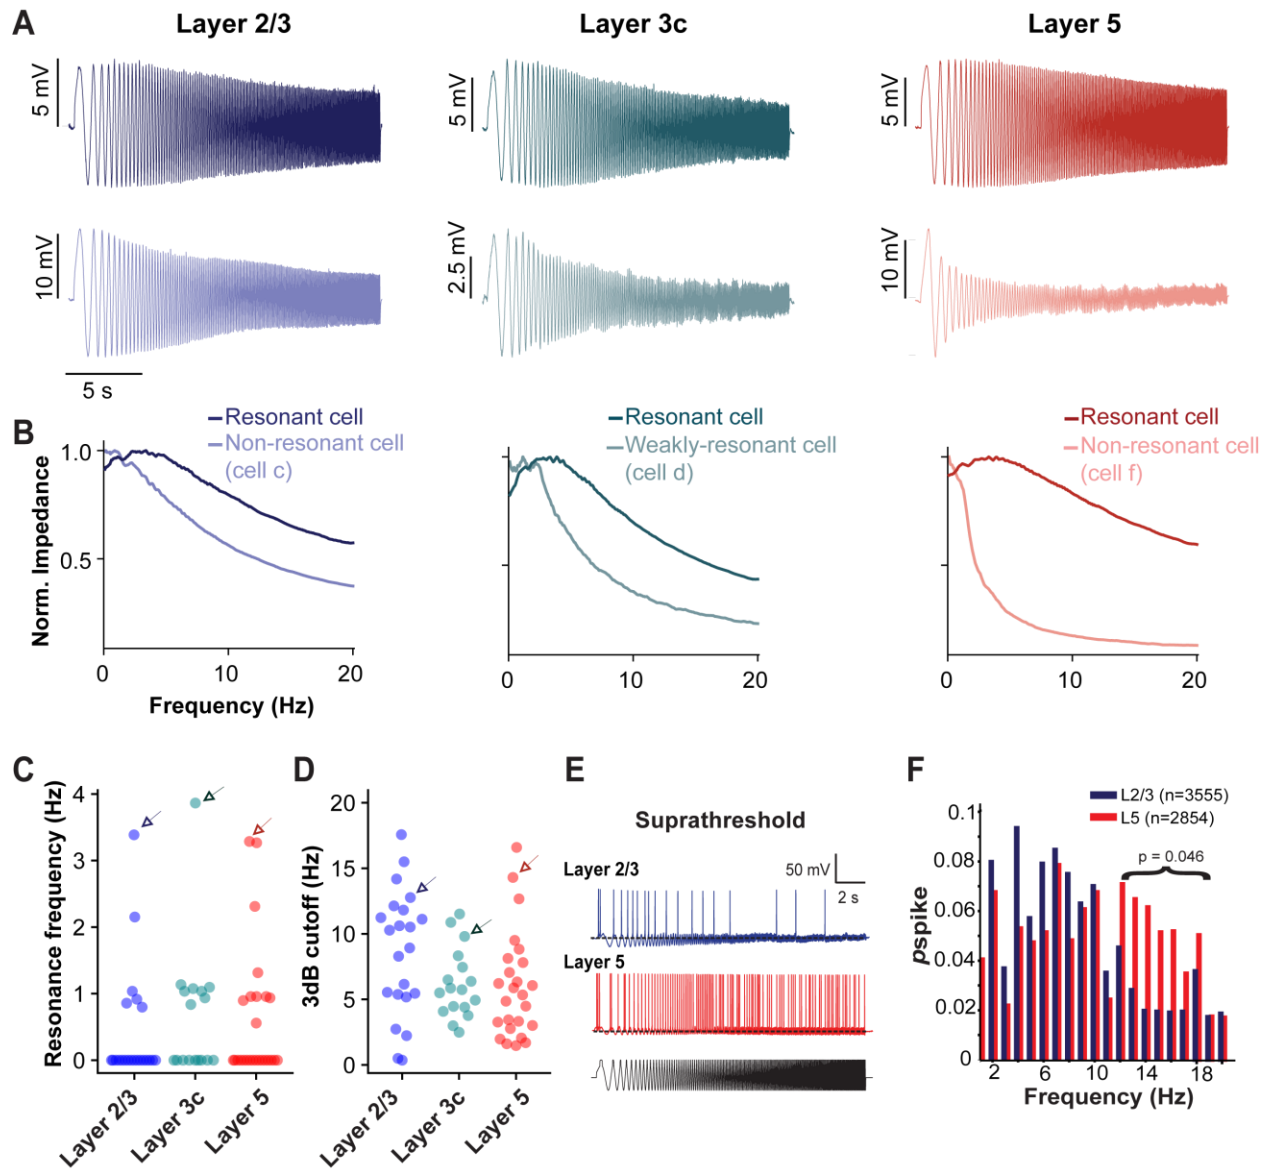 A
Layer 2/3
Layer 3c
Layer 5
5 mV
5 mV
5 mV
10 mV
2.5 mV
10 mV
5 s
B
Resonant cell
Non-resonant cell
(cell c)
Resonant cell
Weakly-resonant cell
(cell d)
Resonant cell
Non-resonant cell
(cell f)
Norm. Impedance
1.0
0.5
0 10 20
0 10 20
0 10 20
Frequency (Hz)
C
Resonance frequency (Hz)
4
3
2
1
0
Layer 2/3
Layer 3c
Layer 5
D
3dB cutoff (Hz)
20
15
10
5
0
Layer 2/3
Layer 3c
Layer 5
E
Suprathreshold
Layer 2/3
50 mV
2 s
Layer 5
F
L2/3 (n=3555)
L5 (n=2854)
p = 0.046
pspike
0.1
0.08
0.06
0.04
0.02
0
2 6 10 14 18
Frequency (Hz)